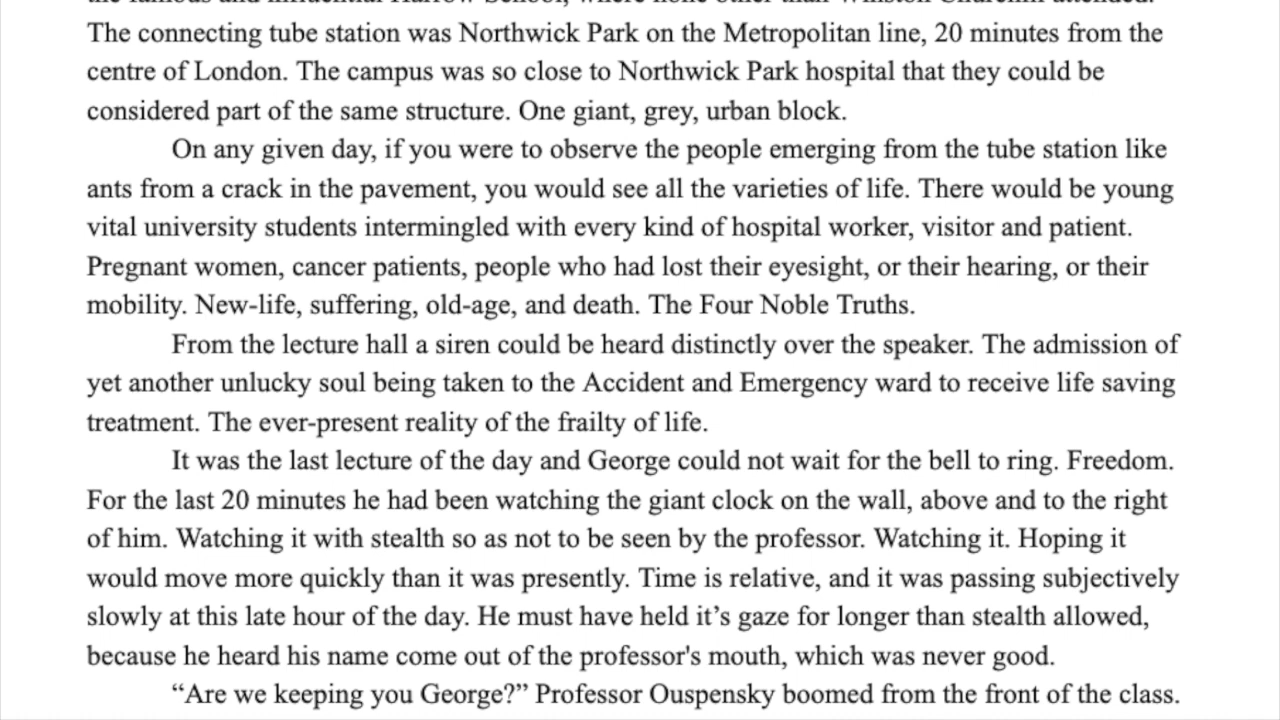 the famous and influential Harrow School, where none other than Winston Churchill attended.
The connecting tube station was Northwick Park on the Metropolitan line, 20 minutes from the
centre of London. The campus was so close to Northwick Park hospital that they could be
considered part of the same structure. One giant, grey, urban block.
On any given day, if you were to observe the people emerging from the tube station like
ants from a crack in the pavement, you would see all the varieties of life. There would be young
vital university students intermingled with every kind of hospital worker, visitor and patient.
Pregnant women, cancer patients, people who had lost their eyesight, or their hearing, or their
mobility. New-life, suffering, old-age, and death. The Four Noble Truths.
From the lecture hall a siren could be heard distinctly over the speaker. The admission of
yet another unlucky soul being taken to the Accident and Emergency ward to receive life saving
treatment. The ever-present reality of the frailty of life.
It was the last lecture of the day and George could not wait for the bell to ring. Freedom.
For the last 20 minutes he had been watching the giant clock on the wall, above and to the right
of him. Watching it with stealth so as not to be seen by the professor. Watching it. Hoping it
would move more quickly than it was presently. Time is relative, and it was passing subjectively
slowly at this late hour of the day. He must have held it’s gaze for longer than stealth allowed,
because he heard his name come out of the professor's mouth, which was never good.
“Are we keeping you George?” Professor Ouspensky boomed from the front of the class.